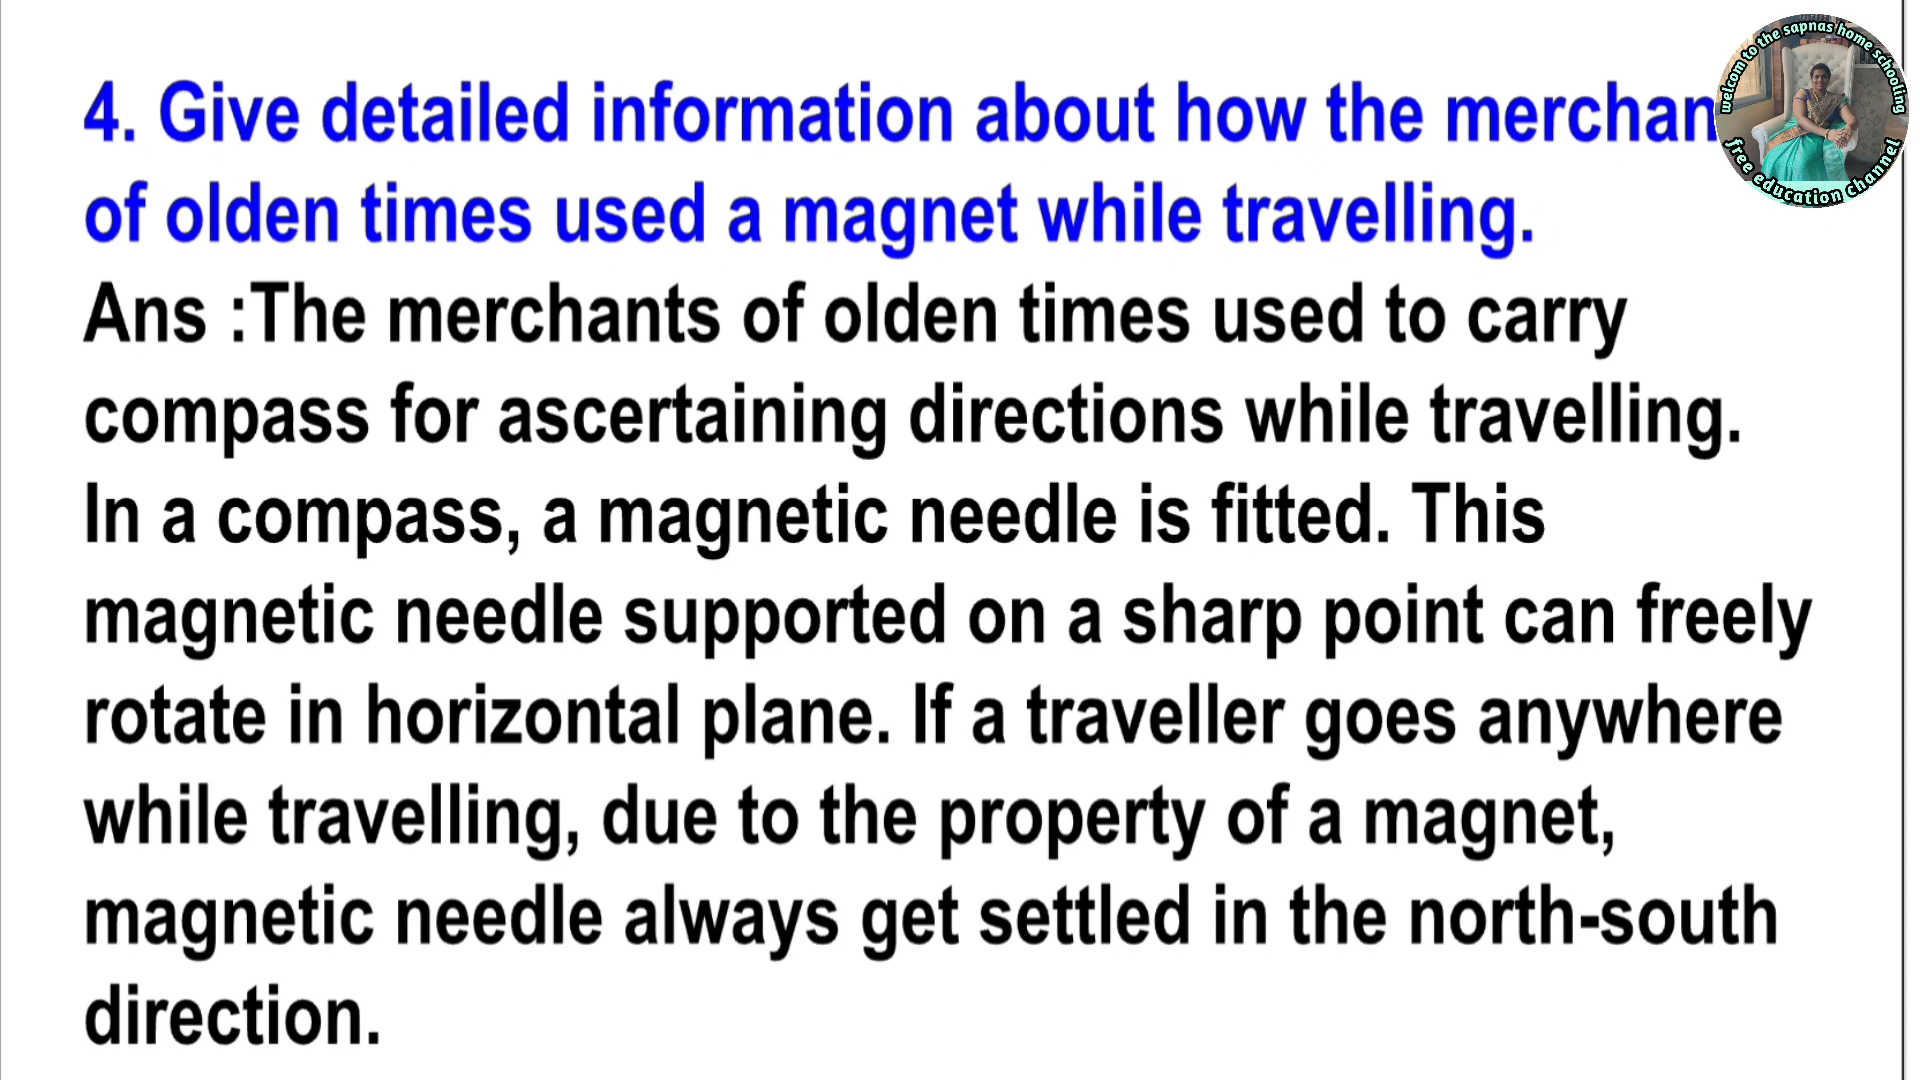 4. Give detailed information about how the merchan
of olden times used a magnet while travelling.
Ans :The merchants of olden times used to carry
compass for ascertaining directions while travelling.
In a compass, a magnetic needle is fitted. This
magnetic needle supported on a sharp point can freely
rotate in horizontal plane. If a traveller goes anywhere
while travelling, due to the property of a magnet,
magnetic needle always get settled in the north-south
direction.
welcom to the sapnas home schooling
free education channel